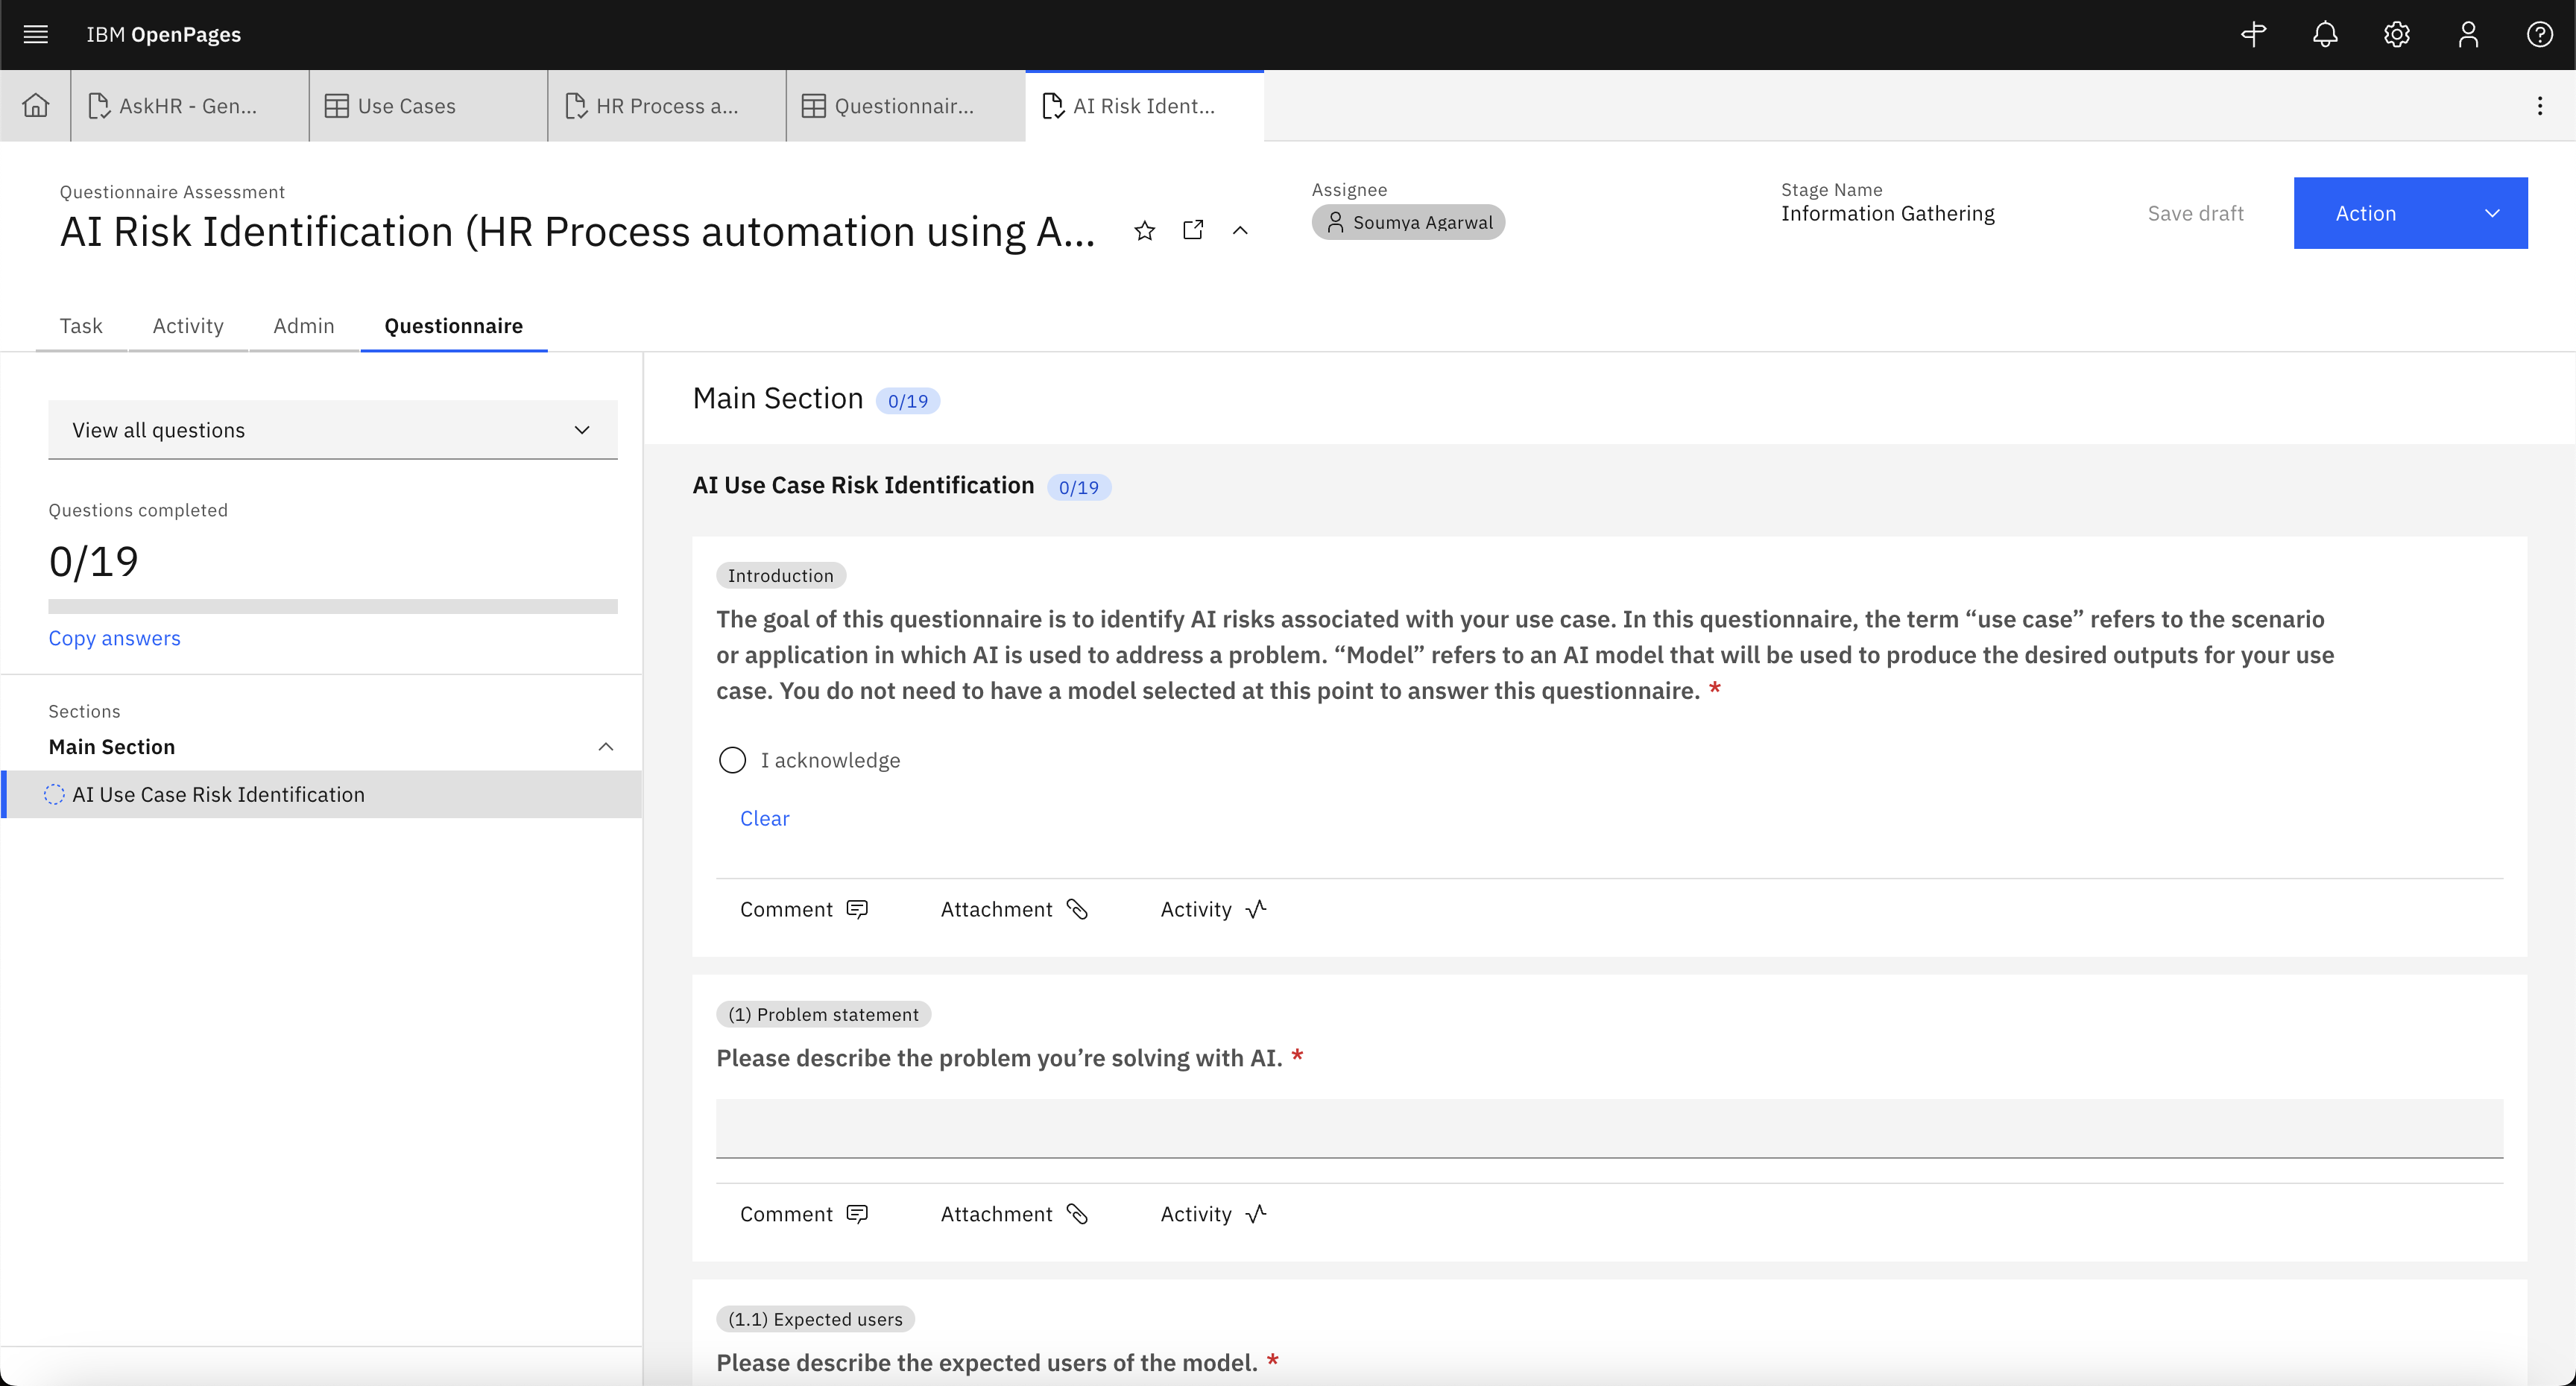 IBM OpenPages
AskHR - Gen...
Use Cases
HR Process a...
Questionnair...
AI Risk Ident...
Questionnaire Assessment
AI Risk Identification (HR Process automation using A...
Assignee
Soumya Agarwal
Stage Name
Information Gathering
Save draft
Action
Task
Activity
Admin
Questionnaire
View all questions
Questions completed
0/19
Copy answers
Sections
Main Section
AI Use Case Risk Identification
Main Section 0/19
AI Use Case Risk Identification 0/19
Introduction
The goal of this questionnaire is to identify AI risks associated with your use case. In this questionnaire, the term “use case” refers to the scenario
or application in which AI is used to address a problem. “Model” refers to an AI model that will be used to produce the desired outputs for your use
case. You do not need to have a model selected at this point to answer this questionnaire. *
I acknowledge
Clear
Comment
Attachment
Activity
(1) Problem statement
Please describe the problem you’re solving with AI. *
Comment
Attachment
Activity
(1.1) Expected users
Please describe the expected users of the model. *